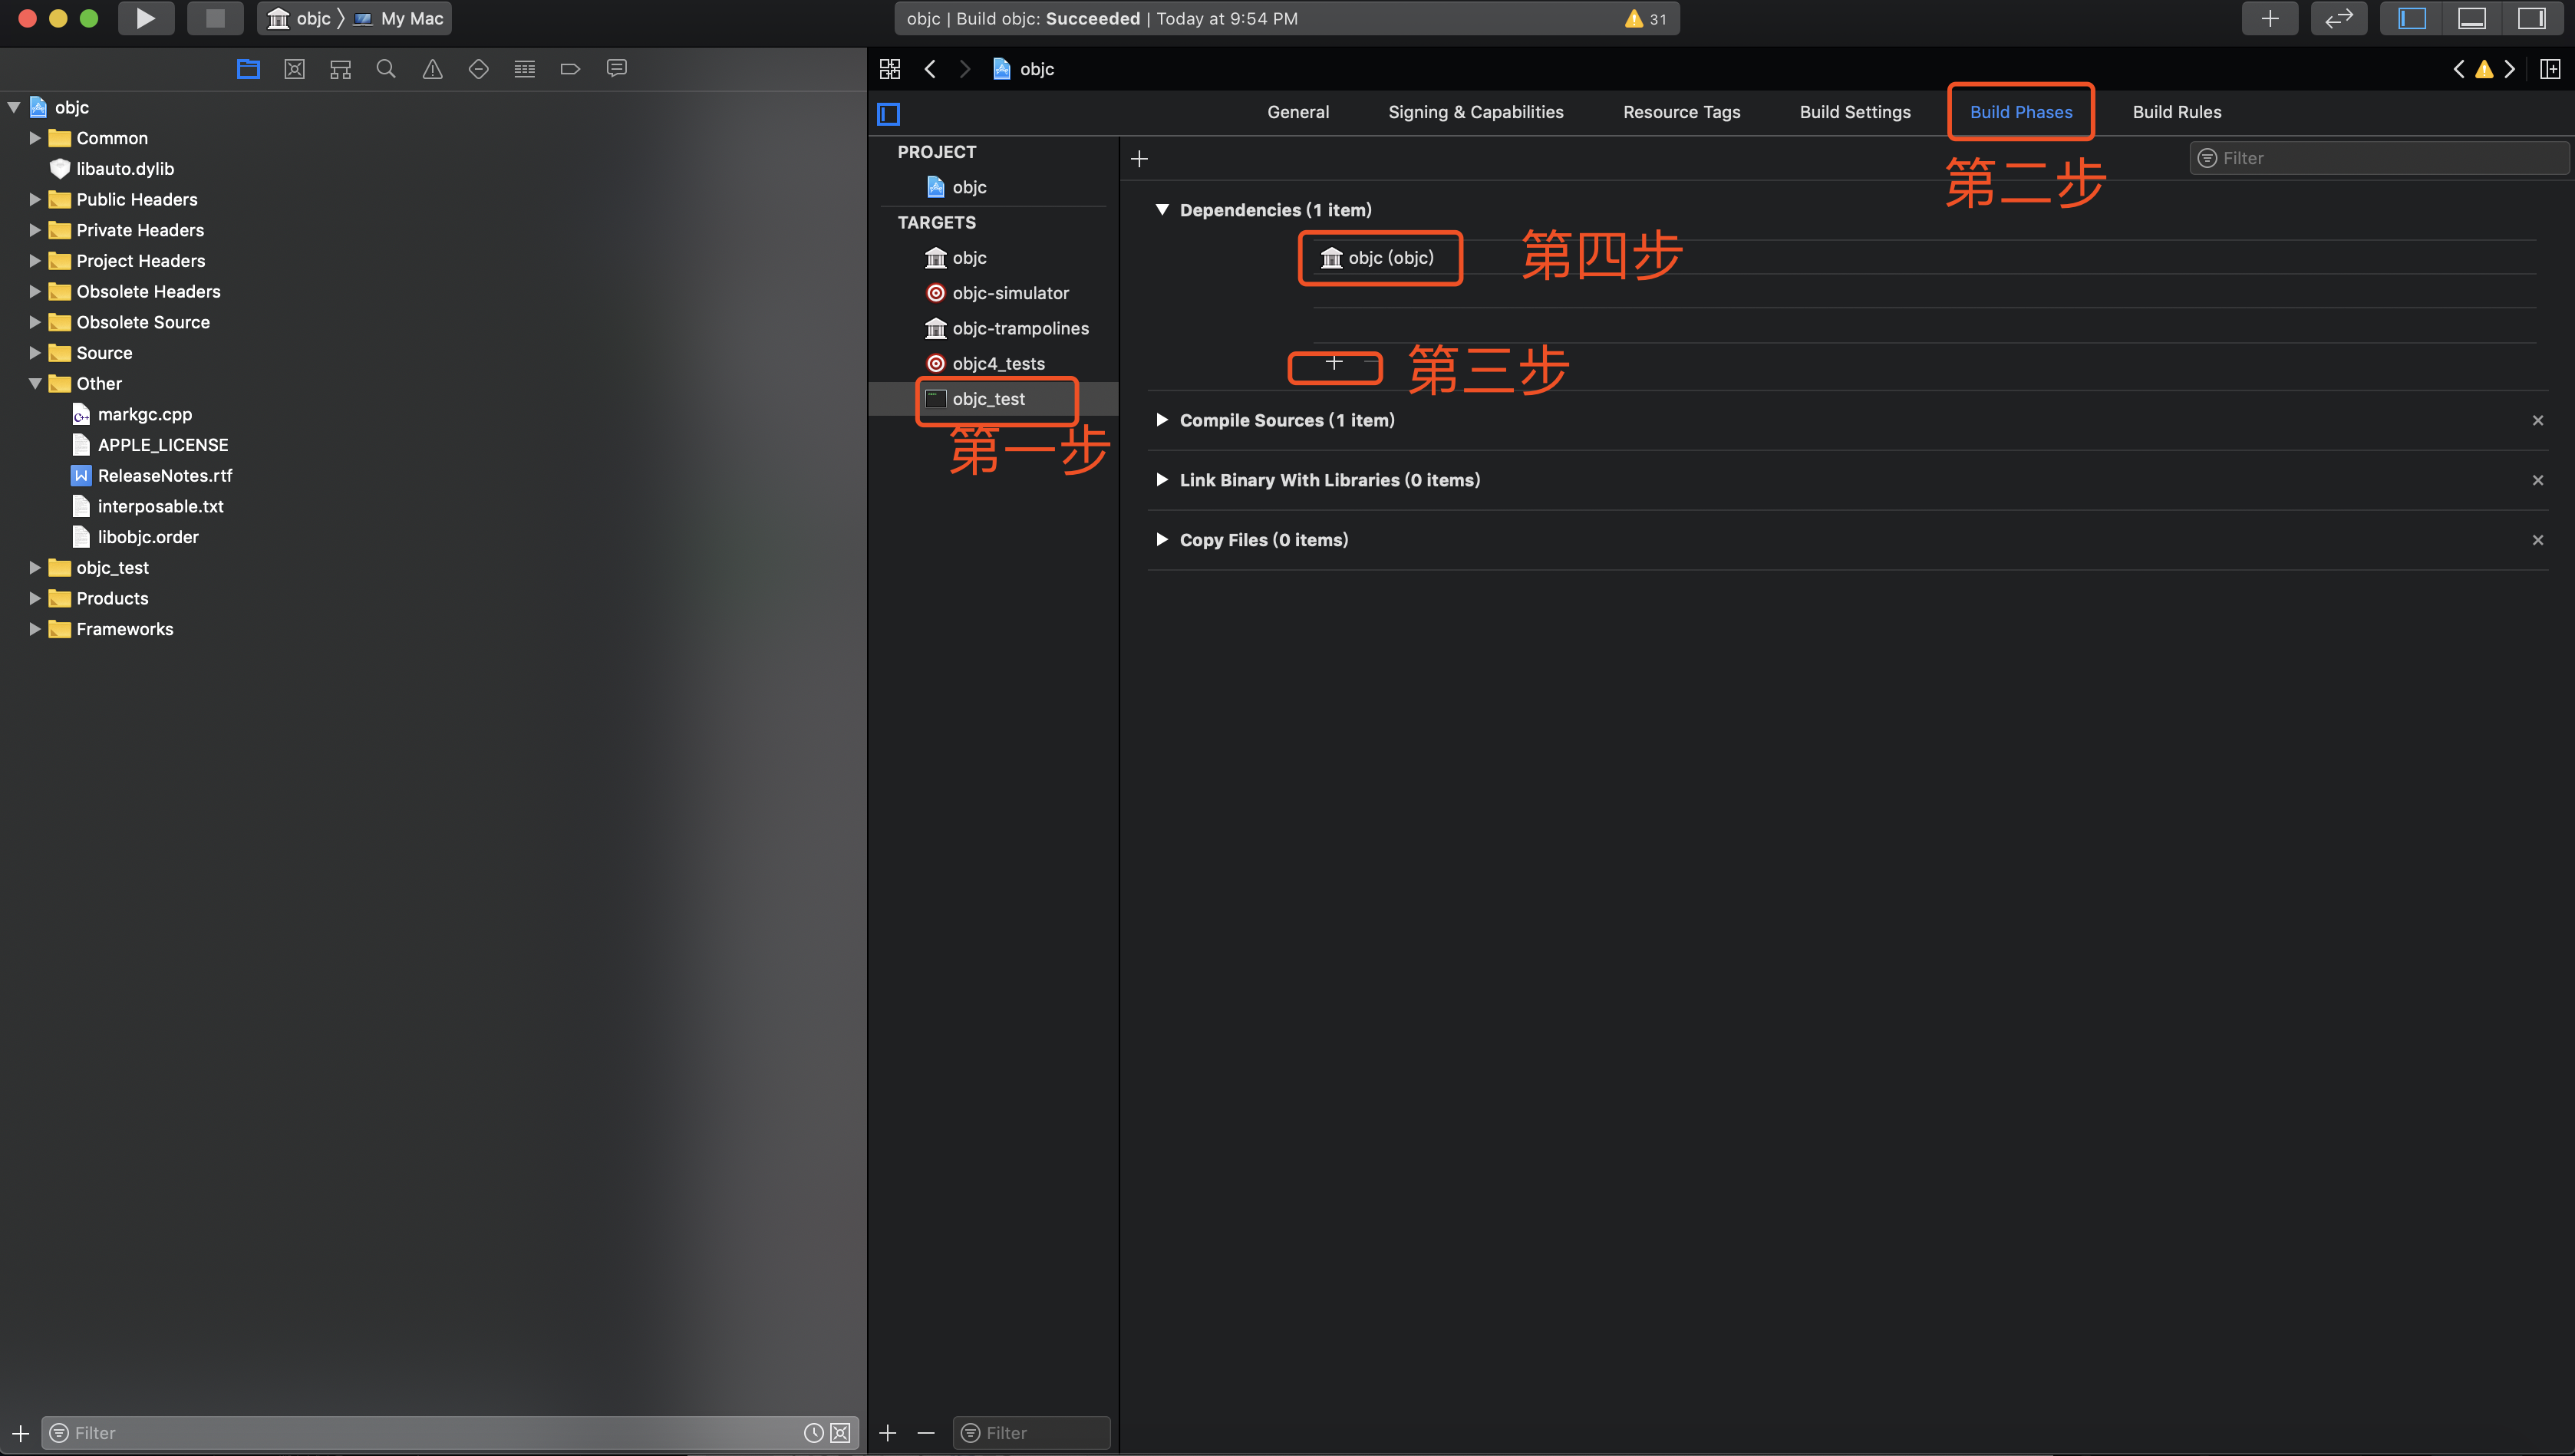 objc 〉 My Mac
objc | Build objc: Succeeded | Today at 9:54 PM
31
objc
Common
libauto.dylib
Public Headers
Private Headers
Project Headers
Obsolete Headers
Obsolete Source
Source
Other
markgc.cpp
APPLE_LICENSE
ReleaseNotes.rtf
interposable.txt
libobjc.order
objc_test
Products
Frameworks
Filter
objc
General
Signing & Capabilities
Resource Tags
Build Settings
Build Phases
Build Rules
第二步
PROJECT
objc
TARGETS
objc
objc-simulator
objc-trampolines
objc4_tests
objc_test
第一步
Filter
Filter
Dependencies (1 item)
objc (objc)
第四步
第三步
Compile Sources (1 item)
Link Binary With Libraries (0 items)
Copy Files (0 items)